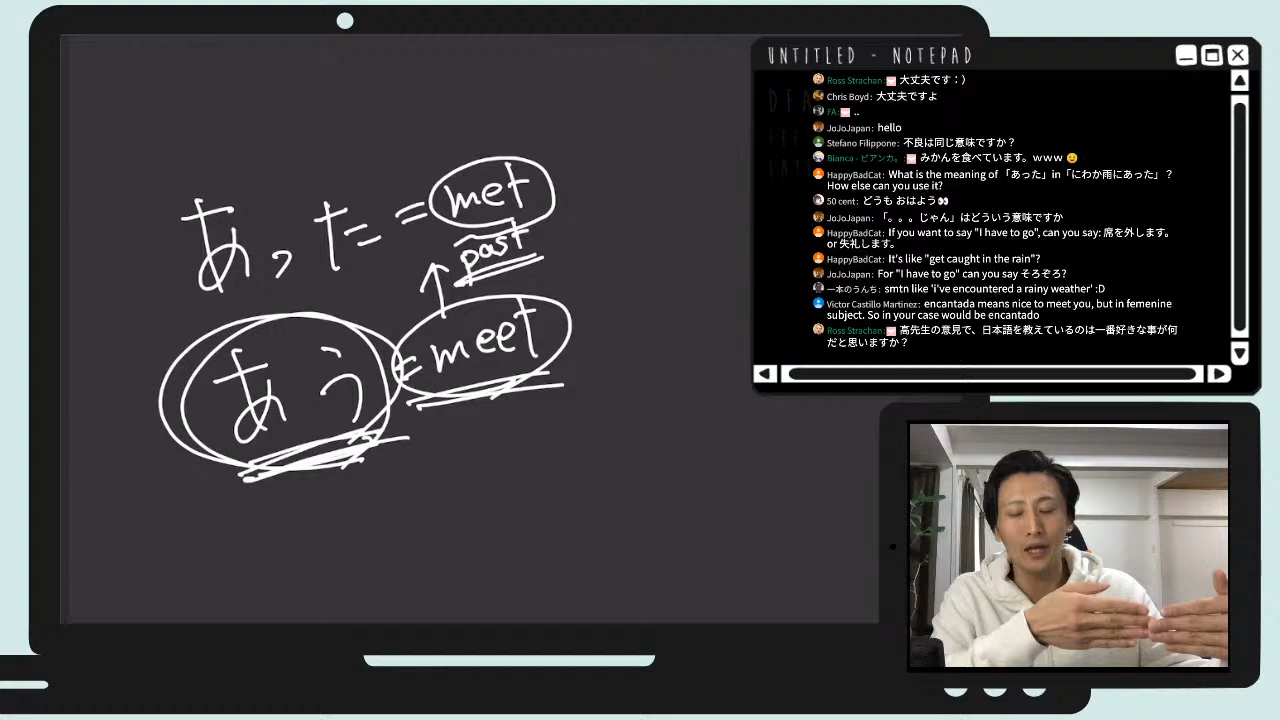 あった = met
past
あう = meet
UNTITLED - NOTEPAD
Ross Strachan: 大丈夫です：）
Chris Boyd: 大丈夫ですよ
FA: ..
JoJoJapan: hello
Stefano Filippone: 不良は同じ意味ですか？
Bianca - ビアンカ。: みかんを食べています。ｗｗｗ
HappyBadCat: What is the meaning of 「あった」in「にわか雨にあった」？
How else can you use it?
50 cent: どうも おはよう👀
JoJoJapan: 「。。。じゃん」はどういう意味ですか
HappyBadCat: If you want to say "I have to go", can you say: 席を外します。
or 失礼します。
HappyBadCat: It's like "get caught in the rain"?
JoJoJapan: For "I have to go" can you say そろぞろ?
一本のうんち: smtn like 'i've encountered a rainy weather' :D
Victor Castillo Martinez: encantada means nice to meet you, but in femenine
subject. So in your case would be encantado
Ross Strachan: 高先生の意見で、日本語を教えているのは一番好きな事が何
だと思いますか？